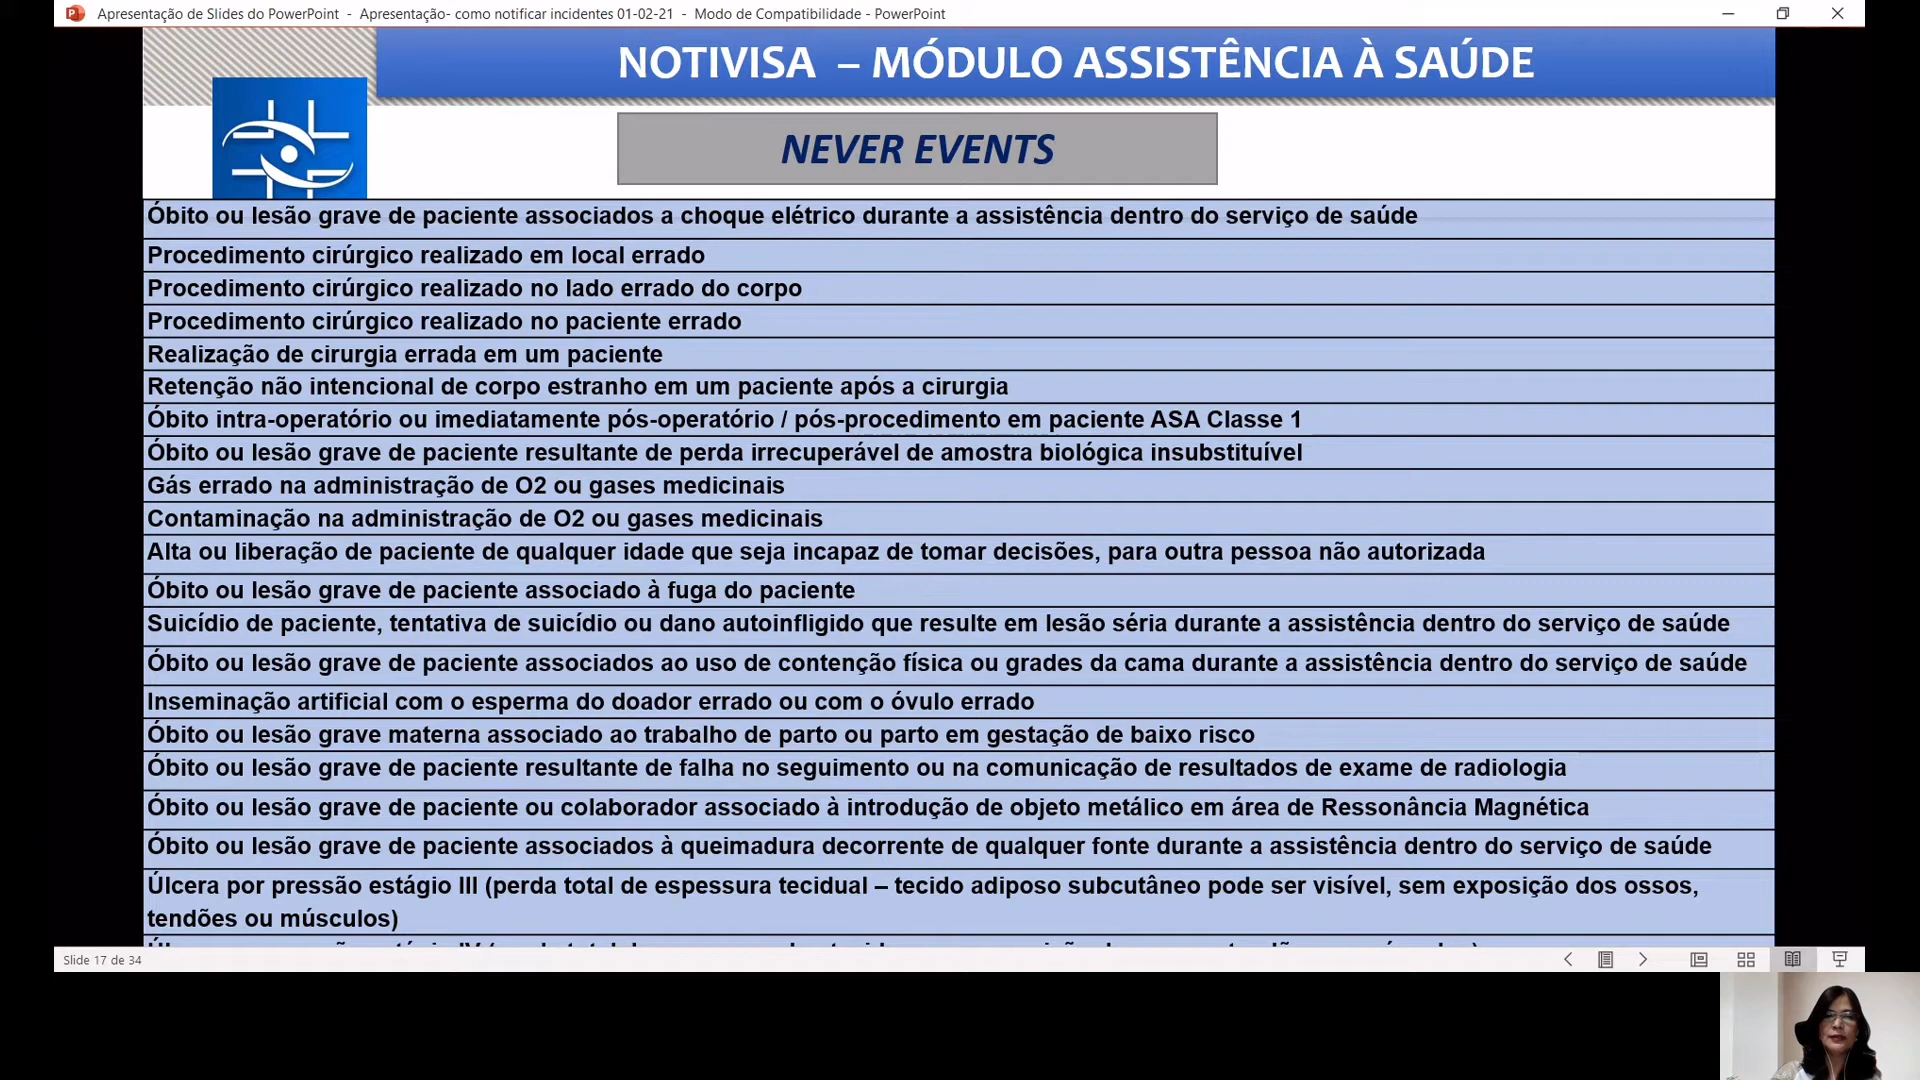 Apresentação de Slides do PowerPoint - Apresentação- como notificar incidentes 01-02-21 - Modo de Compatibilidade - PowerPoint
NOTIVISA – MÓDULO ASSISTÊNCIA À SAÚDE
NEVER EVENTS
Óbito ou lesão grave de paciente associados a choque elétrico durante a assistência dentro do serviço de saúde
Procedimento cirúrgico realizado em local errado
Procedimento cirúrgico realizado no lado errado do corpo
Procedimento cirúrgico realizado no paciente errado
Realização de cirurgia errada em um paciente
Retenção não intencional de corpo estranho em um paciente após a cirurgia
Óbito intra-operatório ou imediatamente pós-operatório / pós-procedimento em paciente ASA Classe 1
Óbito ou lesão grave de paciente resultante de perda irrecuperável de amostra biológica insubstituível
Gás errado na administração de O2 ou gases medicinais
Contaminação na administração de O2 ou gases medicinais
Alta ou liberação de paciente de qualquer idade que seja incapaz de tomar decisões, para outra pessoa não autorizada
Óbito ou lesão grave de paciente associado à fuga do paciente
Suicídio de paciente, tentativa de suicídio ou dano autoinfligido que resulte em lesão séria durante a assistência dentro do serviço de saúde
Óbito ou lesão grave de paciente associados ao uso de contenção física ou grades da cama durante a assistência dentro do serviço de saúde
Inseminação artificial com o esperma do doador errado ou com o óvulo errado
Óbito ou lesão grave materna associado ao trabalho de parto ou parto em gestação de baixo risco
Óbito ou lesão grave de paciente resultante de falha no seguimento ou na comunicação de resultados de exame de radiologia
Óbito ou lesão grave de paciente ou colaborador associado à introdução de objeto metálico em área de Ressonância Magnética
Óbito ou lesão grave de paciente associados à queimadura decorrente de qualquer fonte durante a assistência dentro do serviço de saúde
Úlcera por pressão estágio III (perda total de espessura tecidual – tecido adiposo subcutâneo pode ser visível, sem exposição dos ossos,
tendões ou músculos)
Slide 17 de 34